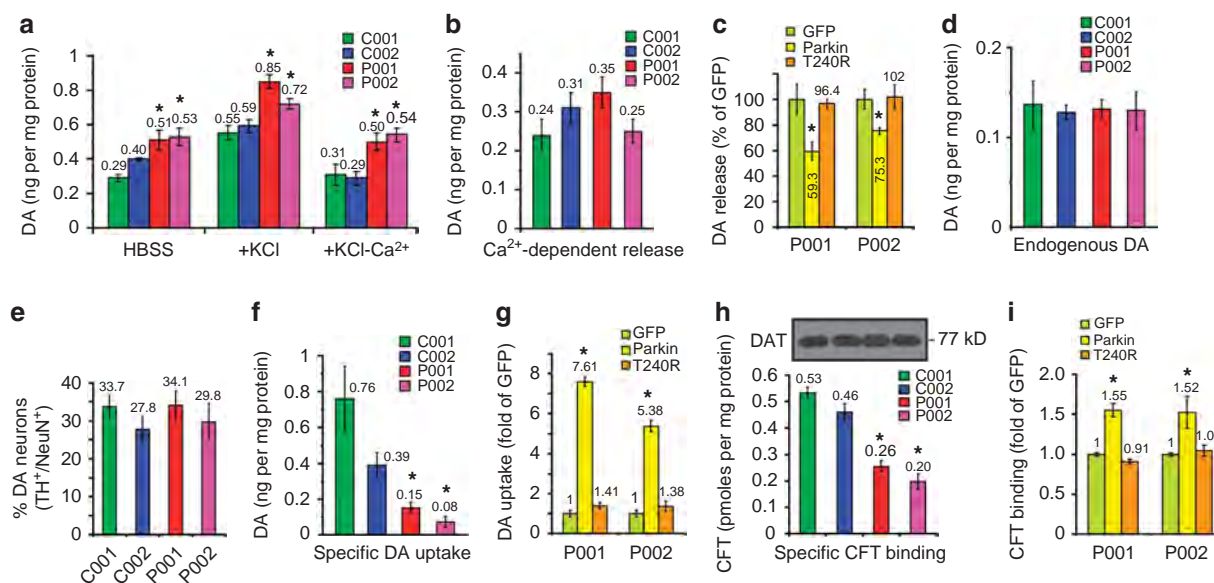 a
DA (ng per mg protein)
1
0.8
0.6
0.4
0.2
0
C001
C002
P001
P002
0.29
0.40
* 0.51
* 0.53
0.55
0.59
* 0.85
* 0.72
0.31
0.29
* 0.50
* 0.54
HBSS
+KCl
+KCl-Ca²⁺
b
DA (ng per mg protein)
0.4
0.3
0.2
0.1
0
C001
C002
P001
P002
0.24
0.31
0.35
0.25
Ca²⁺-dependent release
c
DA release (% of GFP)
120
100
80
60
40
20
0
GFP
Parkin
T240R
* 59.3
96.4
* 75.3
102
P001
P002
d
DA (ng per mg protein)
0.2
0.1
0
C001
C002
P001
P002
Endogenous DA
e
% DA neurons
(TH⁺/NeuN⁺)
40
30
20
10
0
33.7
27.8
34.1
29.8
C001
C002
P001
P002
f
DA (ng per mg protein)
1
0.8
0.6
0.4
0.2
0
C001
C002
P001
P002
0.76
0.39
* 0.15
* 0.08
Specific DA uptake
g
DA uptake (fold of GFP)
8
6
4
2
0
GFP
Parkin
T240R
1
* 7.61
1.41
1
* 5.38
1.38
P001
P002
h
DAT
77 kD
CFT (pmoles per mg protein)
0.6
0.5
0.4
0.3
0.2
0.1
0
C001
C002
P001
P002
0.53
0.46
* 0.26
* 0.20
Specific CFT binding
i
CFT binding (fold of GFP)
2.0
1.5
1.0
0.5
0
GFP
Parkin
T240R
1
* 1.55
0.91
1
* 1.52
1.0
P001
P002